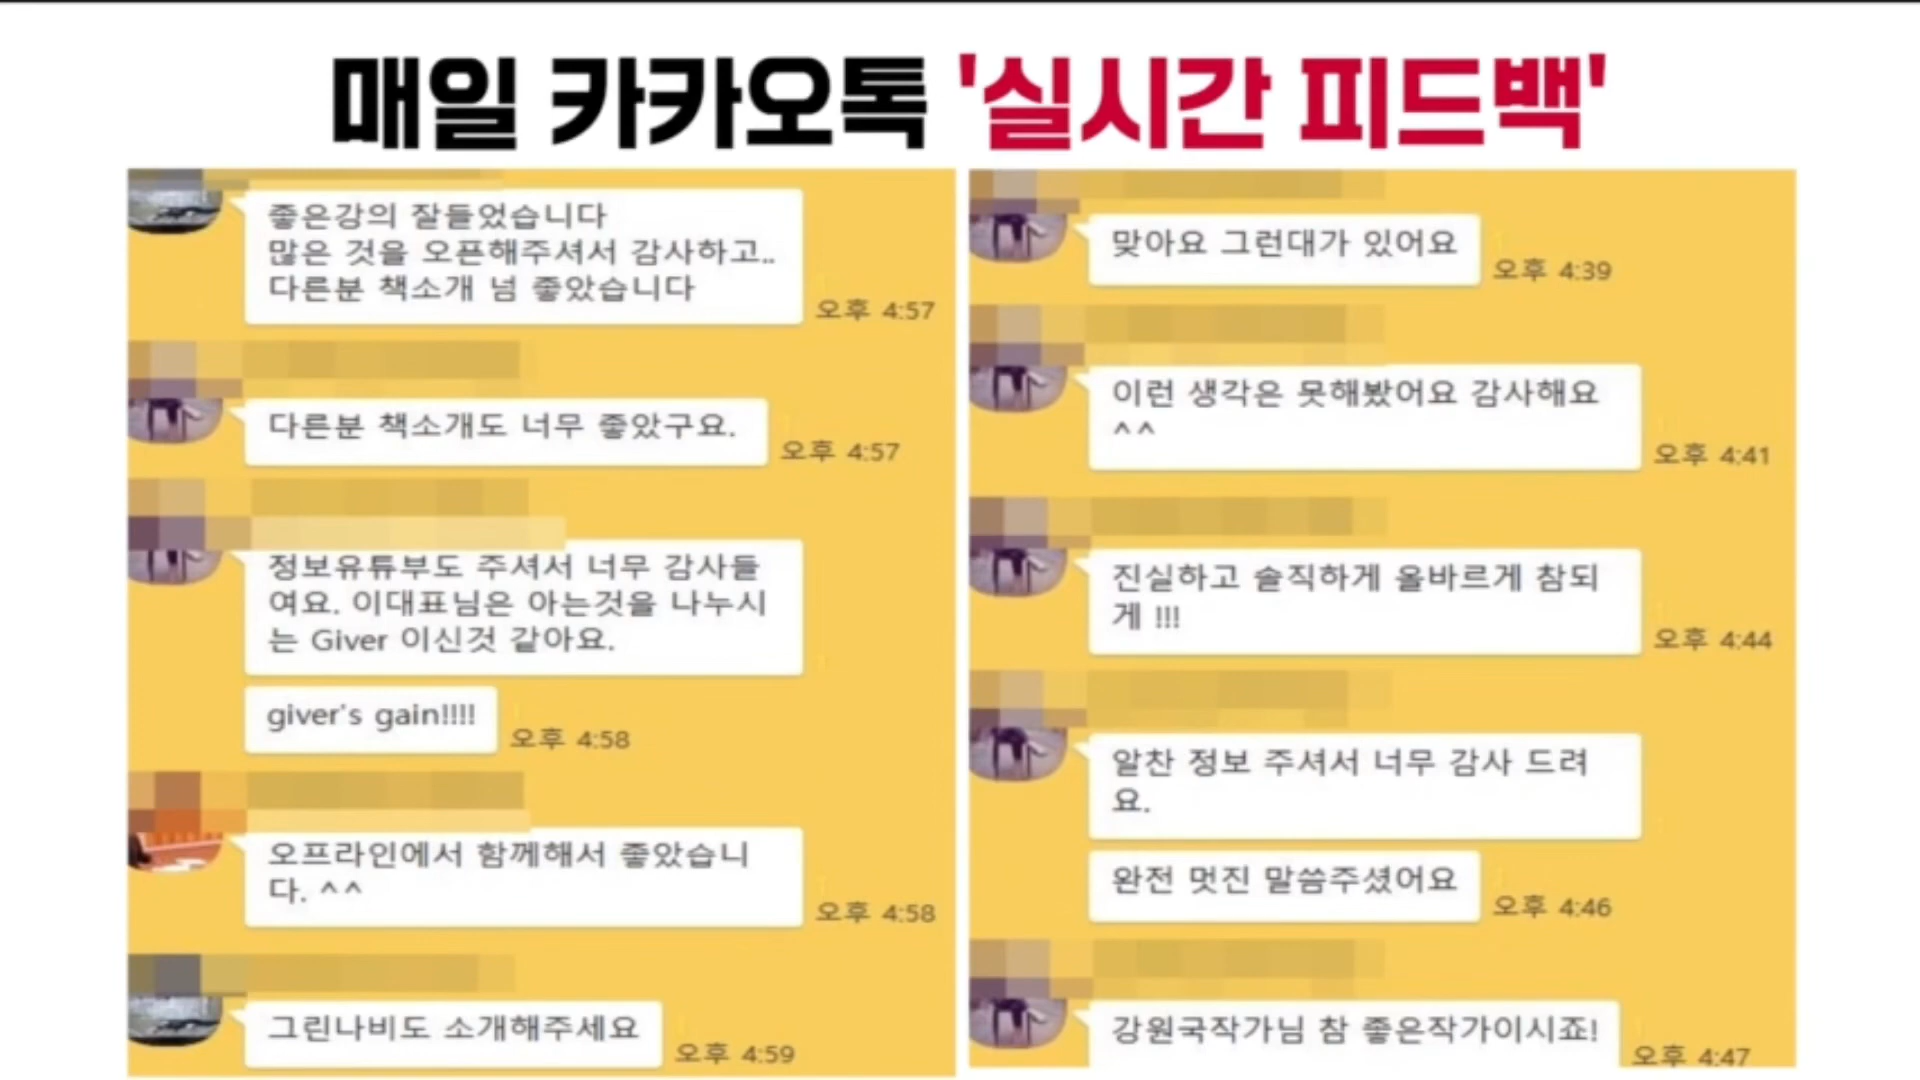 매일 카카오톡 '실시간 피드백'
좋은강의 잘들었습니다
많은 것을 오픈해주셔서 감사하고..
다른분 책소개 넘 좋았습니다
오후 4:57
다른분 책소개도 너무 좋았구요.
오후 4:57
정보유튜부도 주셔서 너무 감사들
여요. 이대표님은 아는것을 나누시
는 Giver 이신것 같아요.
giver's gain!!!!
오후 4:58
오프라인에서 함께해서 좋았습니
다. ^^
오후 4:58
그린나비도 소개해주세요
오후 4:59
맞아요 그런대가 있어요
오후 4:39
이런 생각은 못해봤어요 감사해요
^^
오후 4:41
진실하고 솔직하게 올바르게 참되
게 !!!
오후 4:44
알찬 정보 주셔서 너무 감사 드려
요.
완전 멋진 말씀주셨어요
오후 4:46
강원국작가님 참 좋은작가이시죠!
오후 4:47